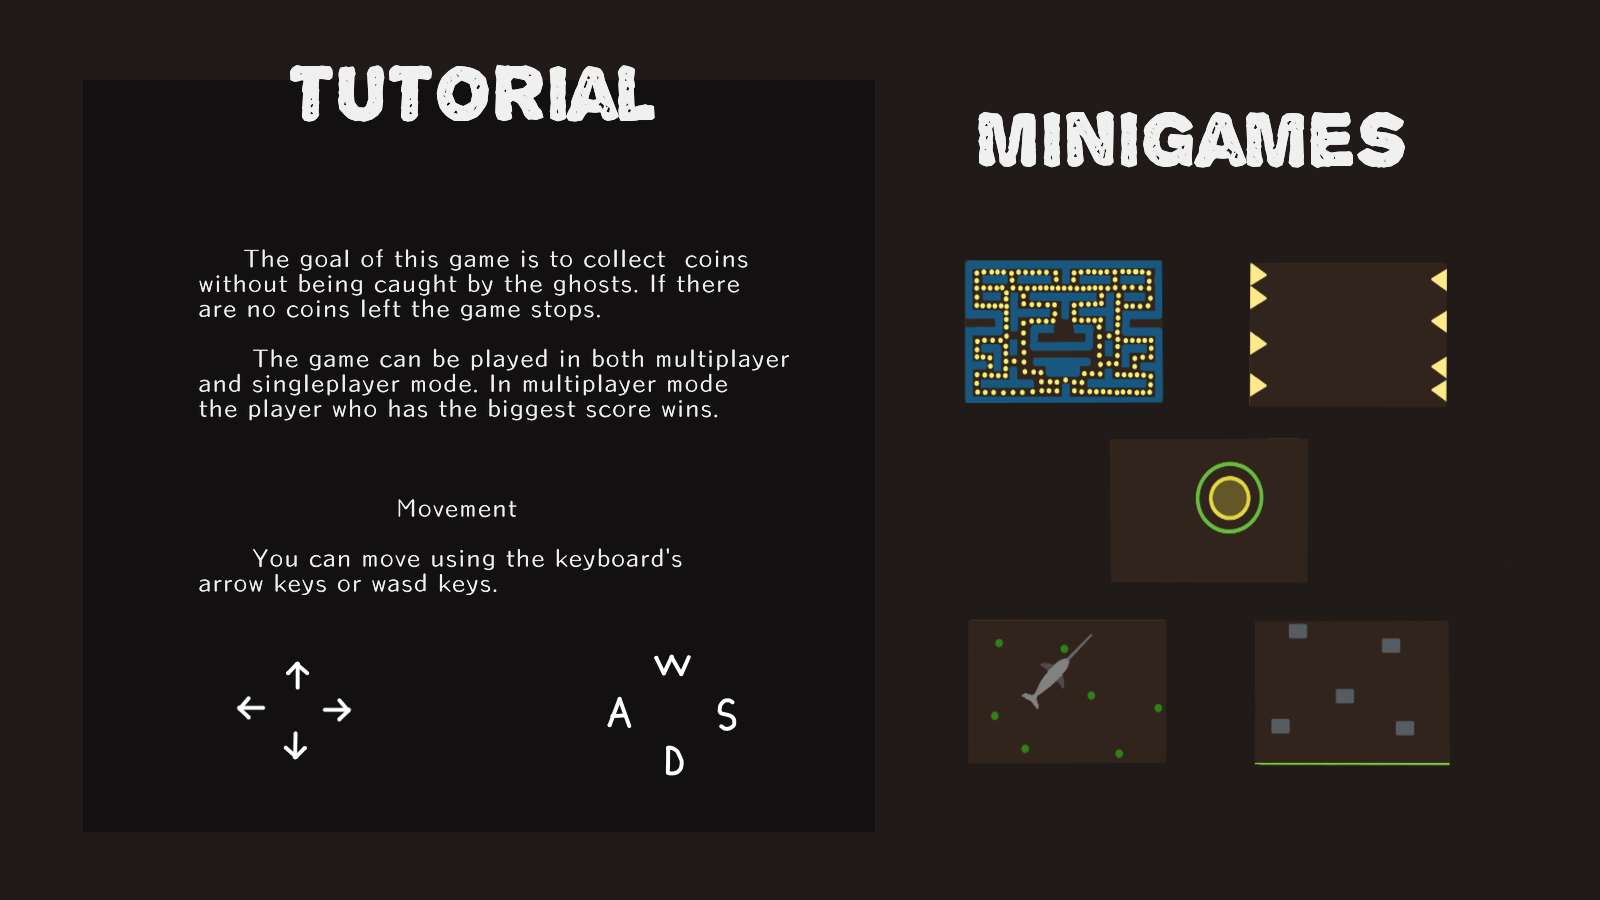 TUTORIAL
The goal of this game is to collect coins
without being caught by the ghosts. If there
are no coins left the game stops.
The game can be played in both multiplayer
and singleplayer mode. In multiplayer mode
the player who has the biggest score wins.
Movement
You can move using the keyboard's
arrow keys or wasd keys.
W
A S
D
MINIGAMES